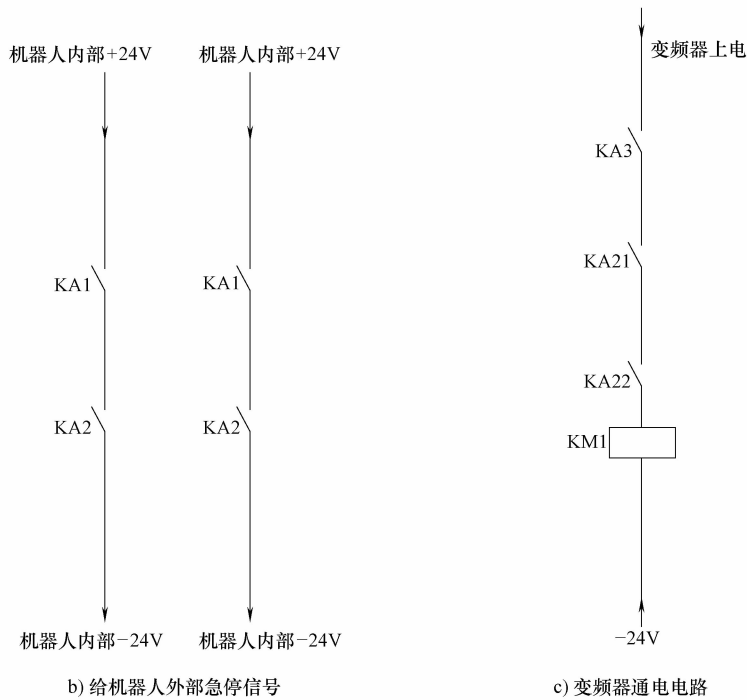 机器人内部+24V 机器人内部+24V
变频器上电
KA3
KA21
KA1 KA1
KA22
KA2 KA2
KM1
机器人内部−24V 机器人内部−24V
−24V
b) 给机器人外部急停信号
c) 变频器通电电路